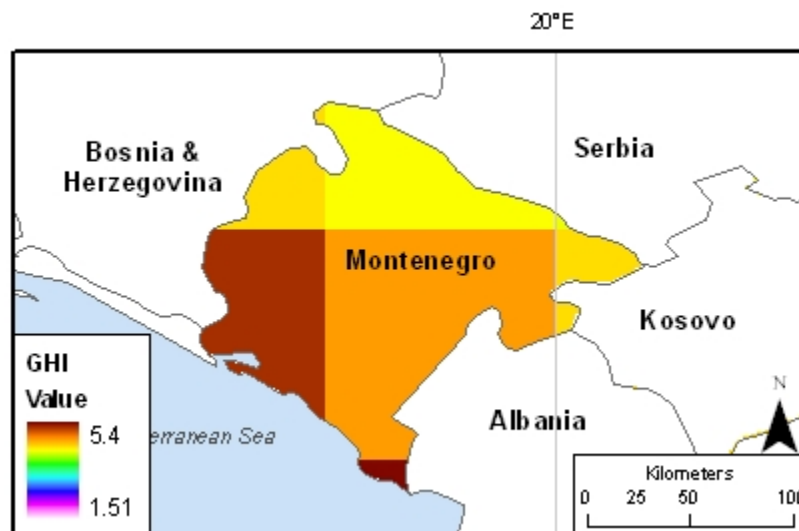 20°E
Bosnia &
Herzegovina
Serbia
Montenegro
Kosovo
GHI
Value
5.4
1.51
erranean Sea
Albania
N
Kilometers
0 25 50 100